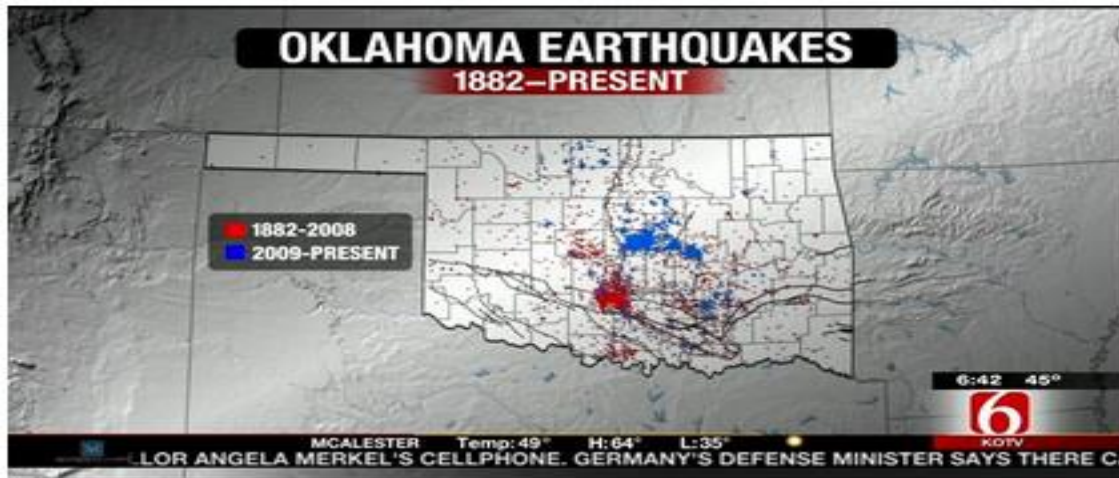 OKLAHOMA EARTHQUAKES
1882–PRESENT
1882-2008
2009-PRESENT
6:42 45°
6
KOTV
MCALESTER Temp: 49° H: 64° L: 35°
LOR ANGELA MERKEL'S CELLPHONE. GERMANY'S DEFENSE MINISTER SAYS THERE C